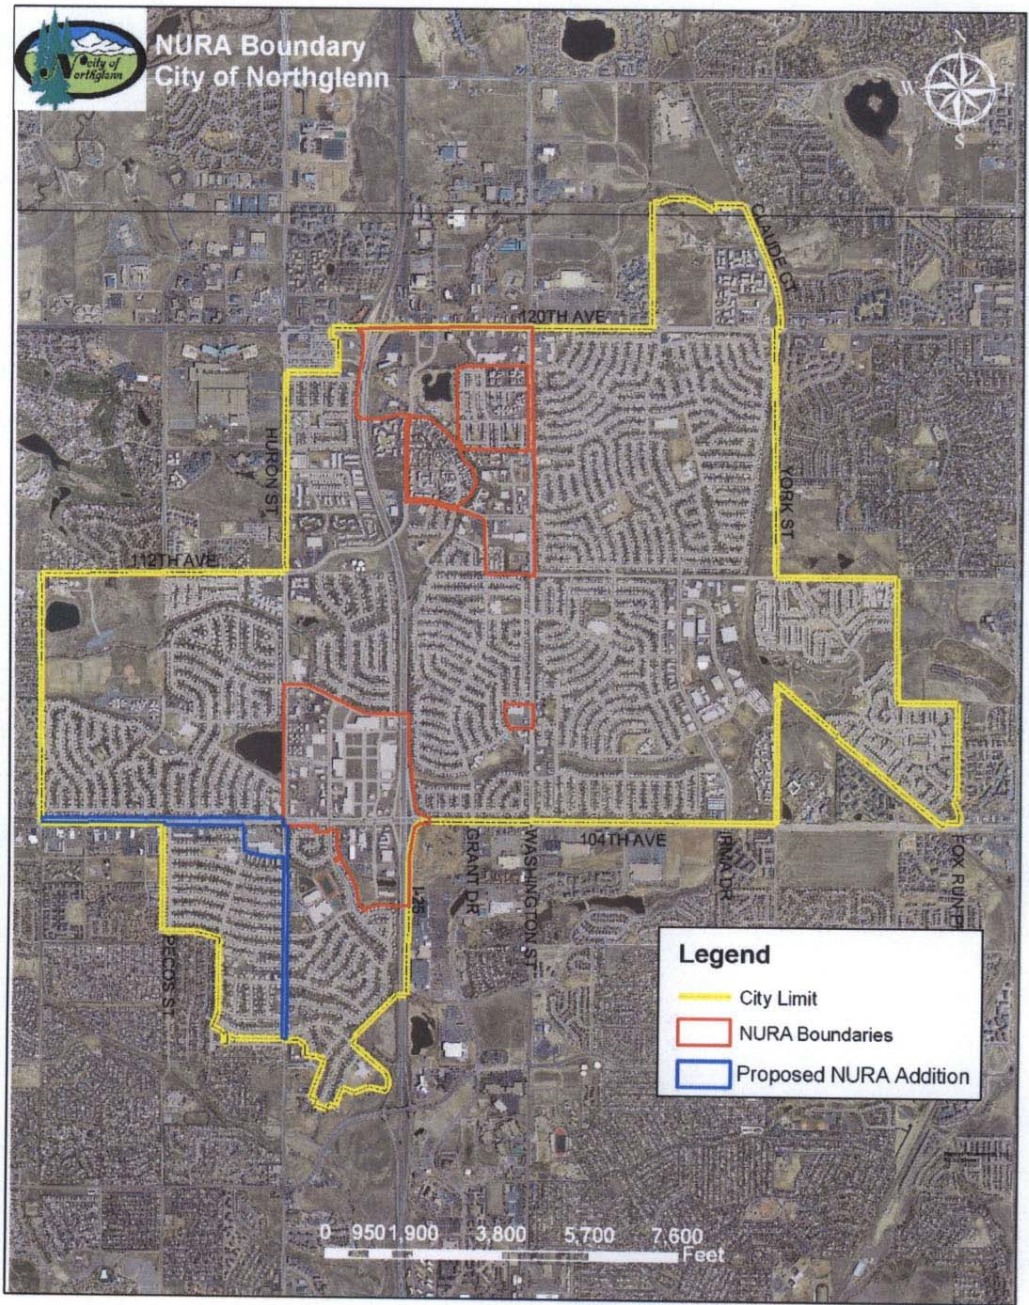 NURA Boundary
City of Northglenn
city of
Northglenn
N
W
E
S
CLAUDE CT
120TH AVE
HURON ST
YORK ST
112TH AVE
104TH AVE
GRANT DR
WASHINGTON ST
IRMA DR
I-25
PECOS ST
Legend
City Limit
NURA Boundaries
Proposed NURA Addition
0 950 1,900 3,800 5,700 7,600
Feet